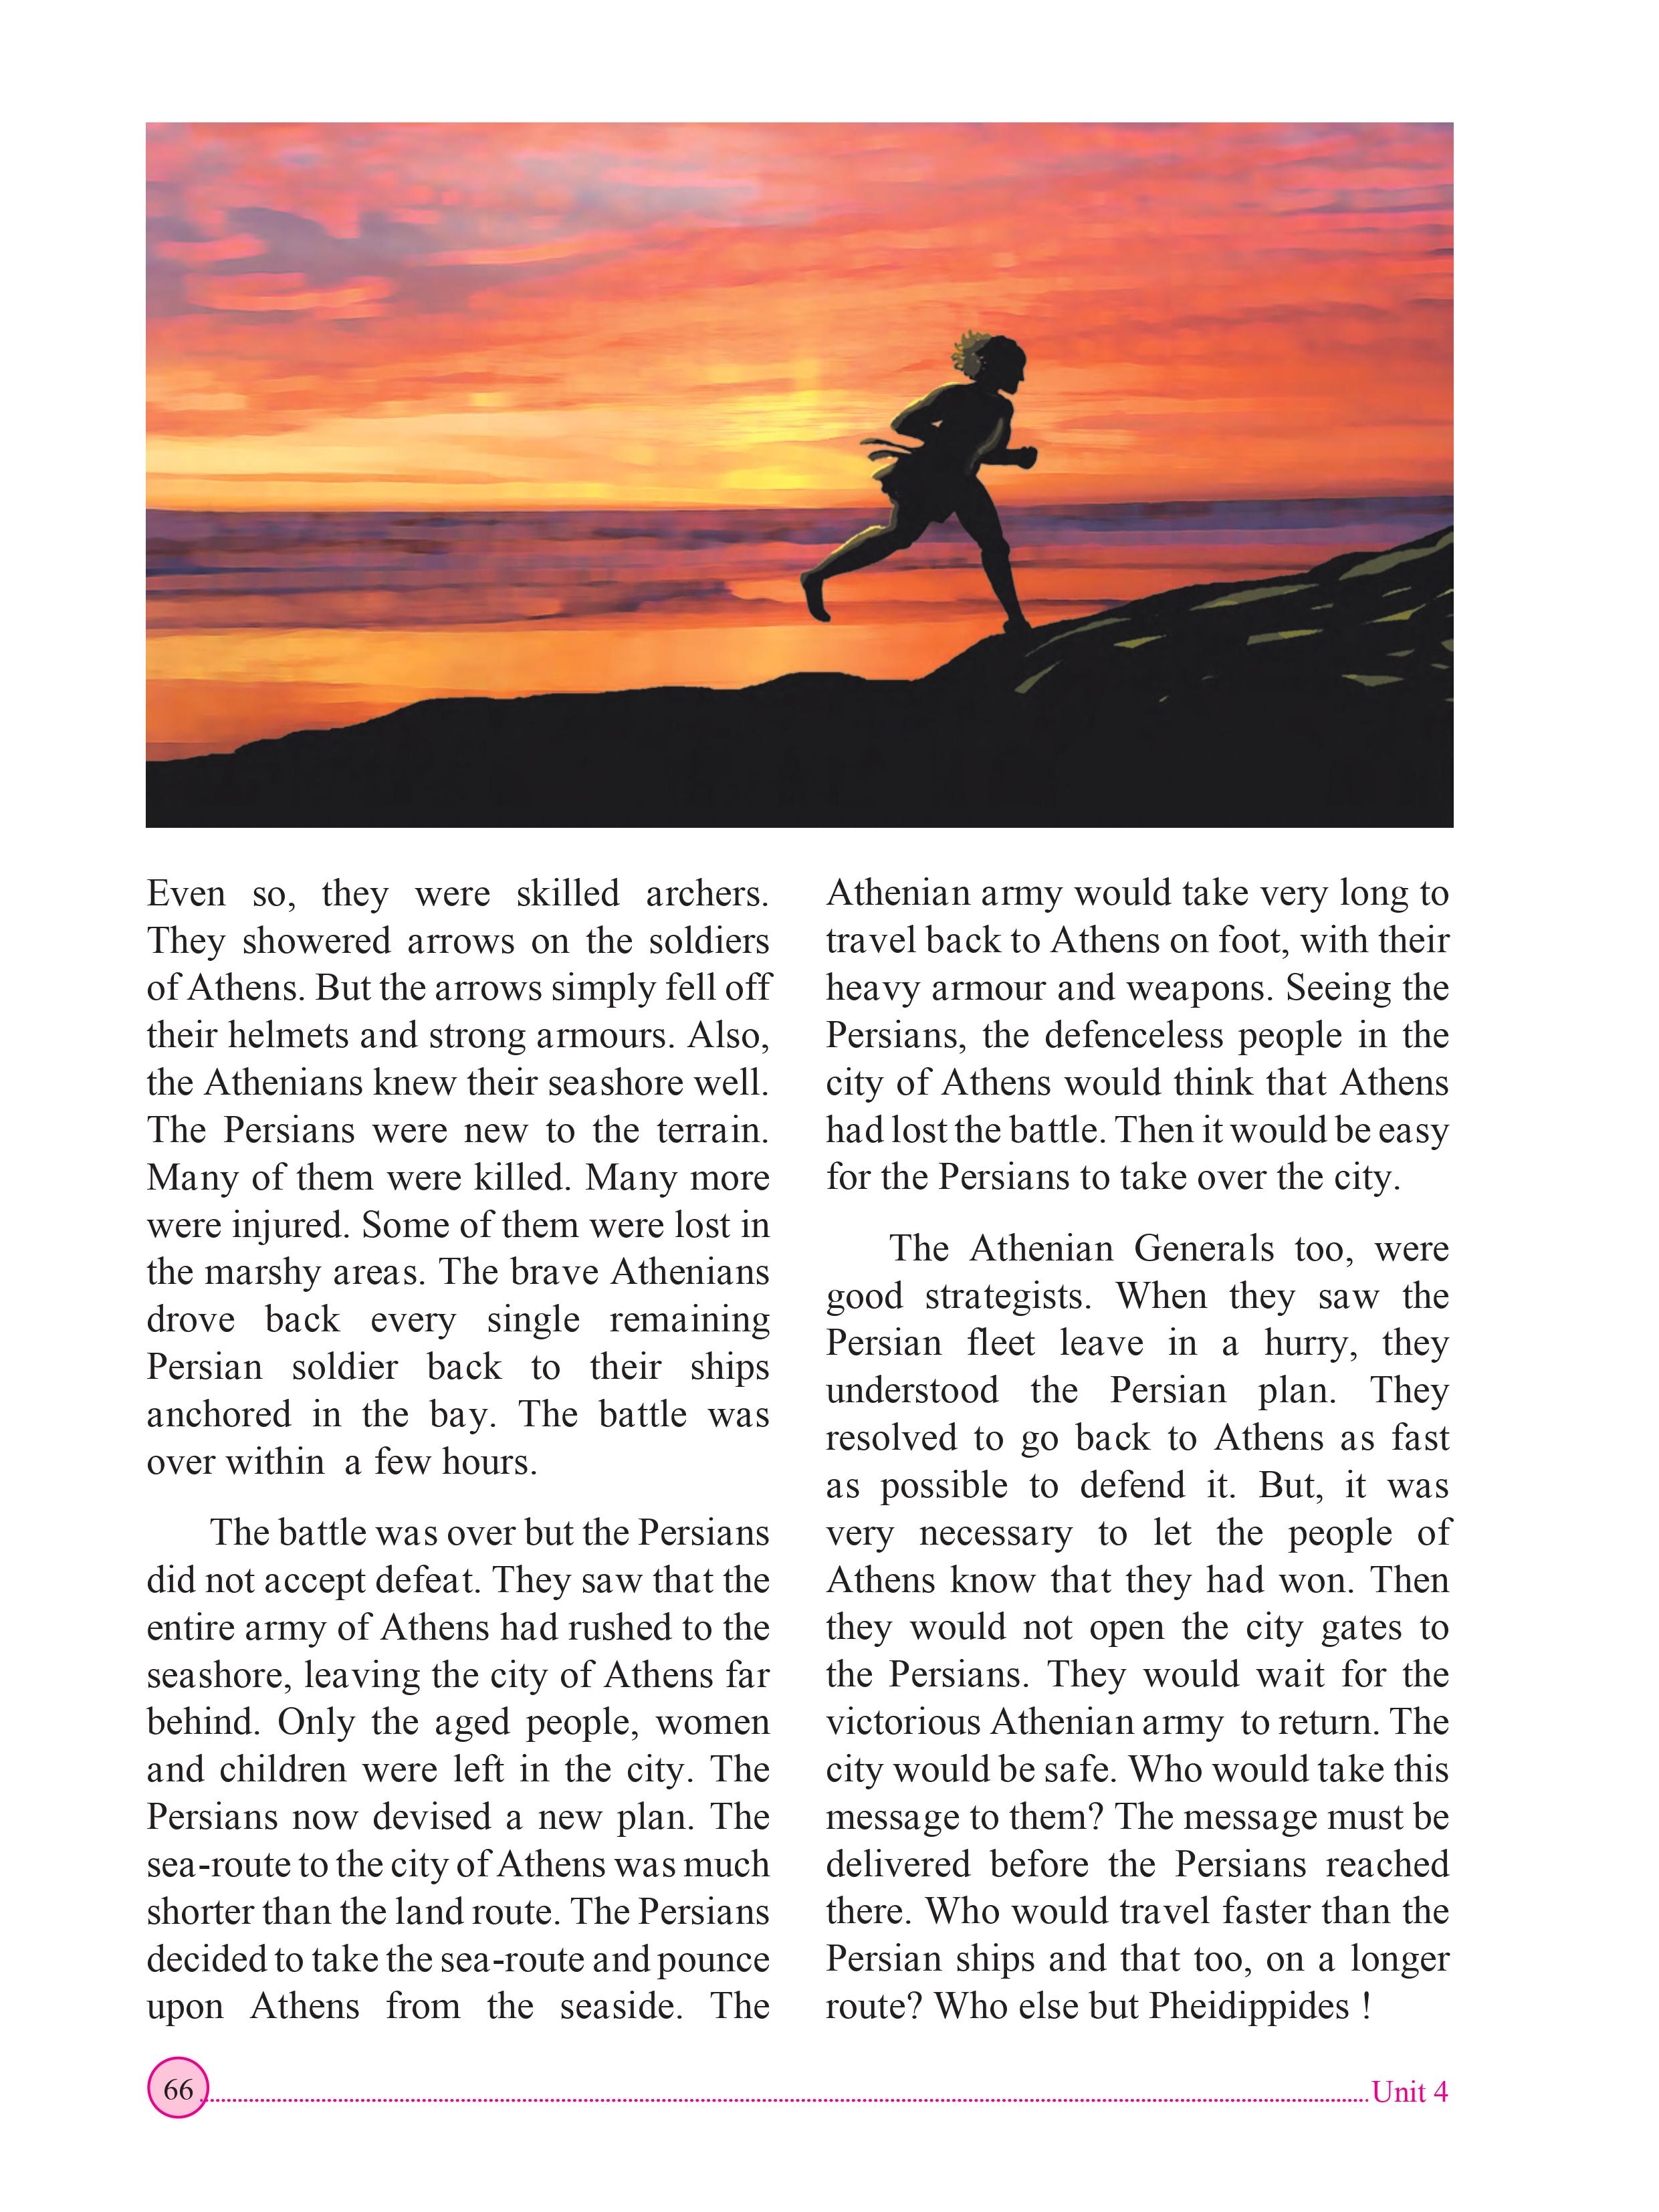 Even so, they were skilled archers.
They showered arrows on the soldiers
of Athens. But the arrows simply fell off
their helmets and strong armours. Also,
the Athenians knew their seashore well.
The Persians were new to the terrain.
Many of them were killed. Many more
were injured. Some of them were lost in
the marshy areas. The brave Athenians
drove back every single remaining
Persian soldier back to their ships
anchored in the bay. The battle was
over within a few hours.
The battle was over but the Persians
did not accept defeat. They saw that the
entire army of Athens had rushed to the
seashore, leaving the city of Athens far
behind. Only the aged people, women
and children were left in the city. The
Persians now devised a new plan. The
sea-route to the city of Athens was much
shorter than the land route. The Persians
decided to take the sea-route and pounce
upon Athens from the seaside. The
Athenian army would take very long to
travel back to Athens on foot, with their
heavy armour and weapons. Seeing the
Persians, the defenceless people in the
city of Athens would think that Athens
had lost the battle. Then it would be easy
for the Persians to take over the city.
The Athenian Generals too, were
good strategists. When they saw the
Persian fleet leave in a hurry, they
understood the Persian plan. They
resolved to go back to Athens as fast
as possible to defend it. But, it was
very necessary to let the people of
Athens know that they had won. Then
they would not open the city gates to
the Persians. They would wait for the
victorious Athenian army to return. The
city would be safe. Who would take this
message to them? The message must be
delivered before the Persians reached
there. Who would travel faster than the
Persian ships and that too, on a longer
route? Who else but Pheidippides !
66
Unit 4